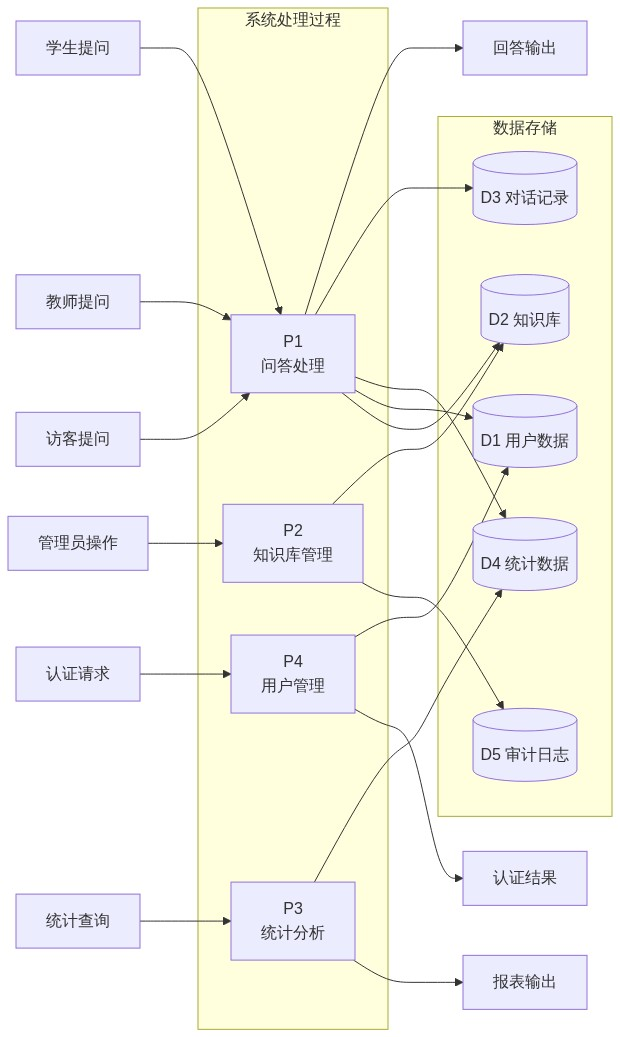 系统处理过程
学生提问
回答输出
数据存储
D3 对话记录
教师提问
D2 知识库
P1
问答处理
访客提问
D1 用户数据
管理员操作
P2
知识库管理
D4 统计数据
认证请求
P4
用户管理
D5 审计日志
认证结果
统计查询
P3
统计分析
报表输出